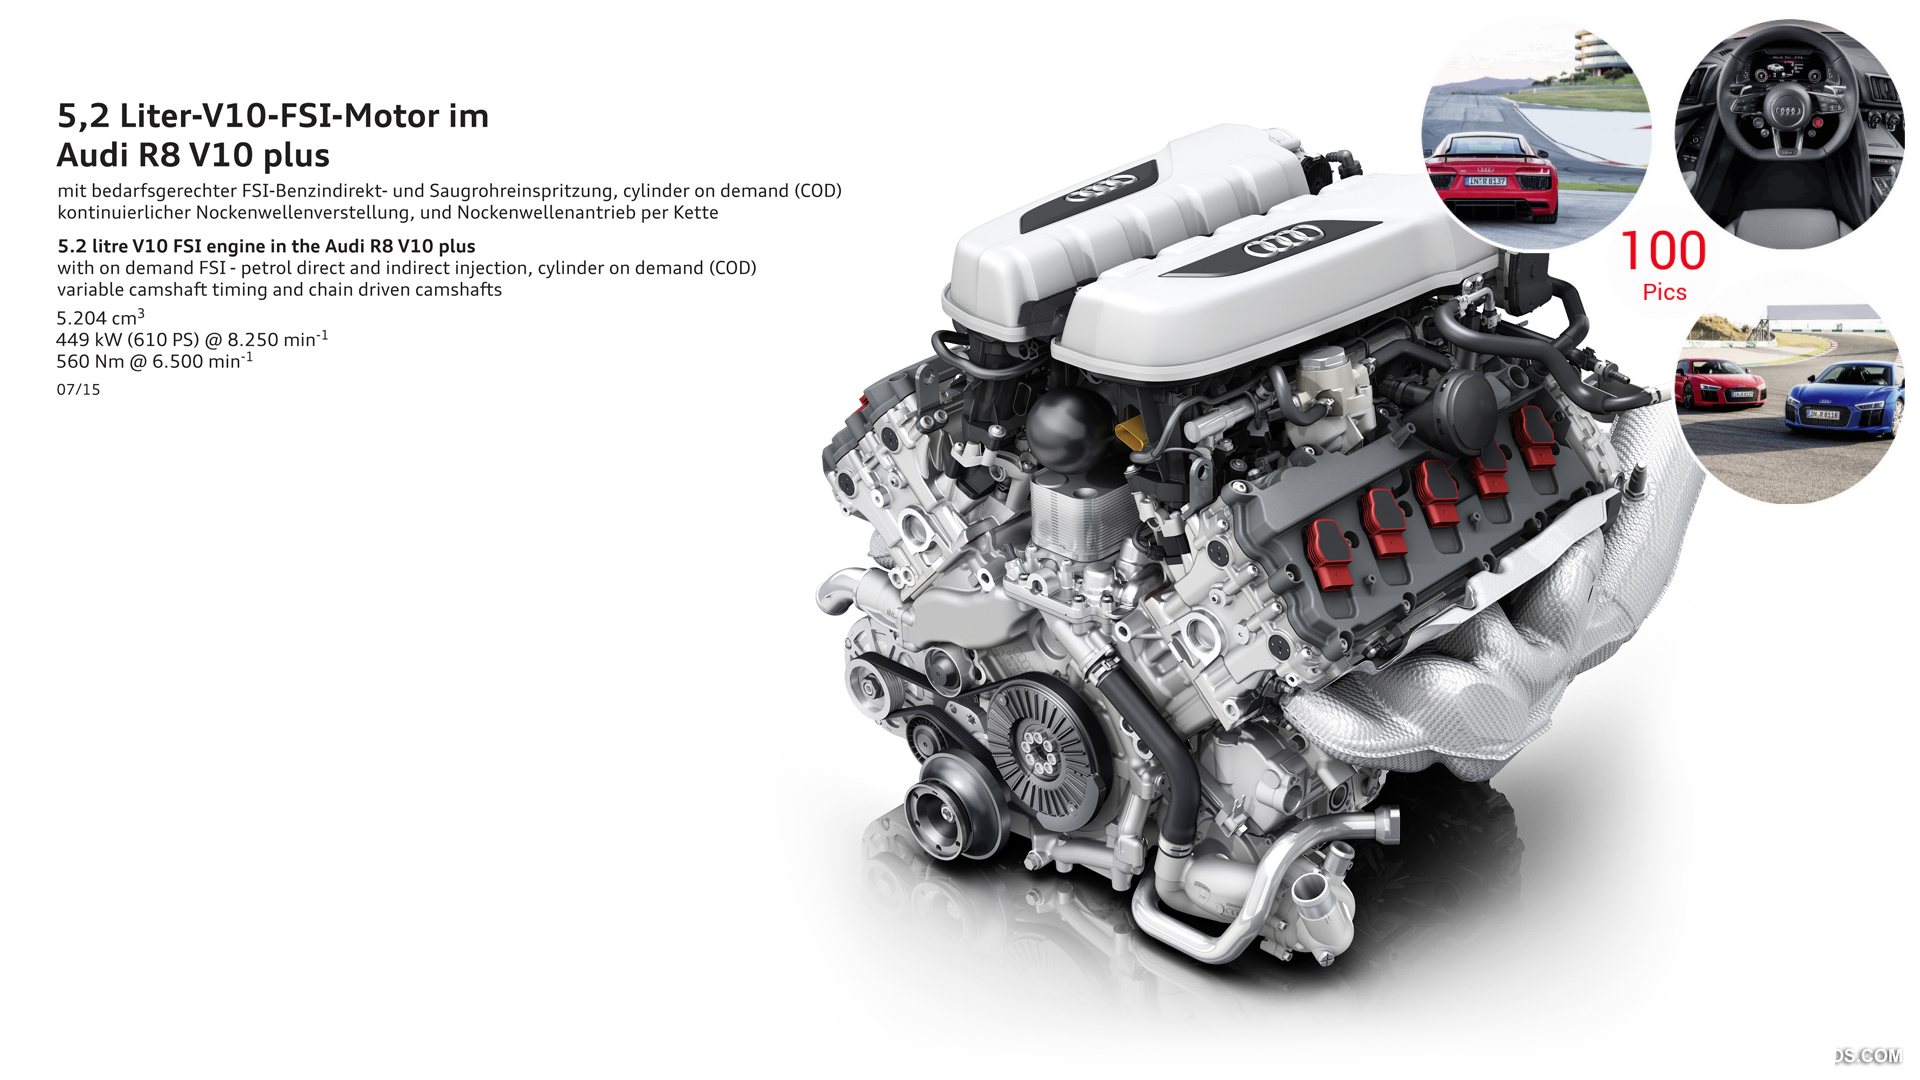 5,2 Liter-V10-FSI-Motor im
Audi R8 V10 plus
mit bedarfsgerechter FSI-Benzindirekt- und Saugrohreinspritzung, cylinder on demand (COD)
kontinuierlicher Nockenwellenverstellung, und Nockenwellenantrieb per Kette
5.2 litre V10 FSI engine in the Audi R8 V10 plus
with on demand FSI - petrol direct and indirect injection, cylinder on demand (COD)
variable camshaft timing and chain driven camshafts
5.204 cm³
449 kW (610 PS) @ 8.250 min⁻¹
560 Nm @ 6.500 min⁻¹
07/15
IN R 8137
100
Pics
IN R 8118
DS.COM